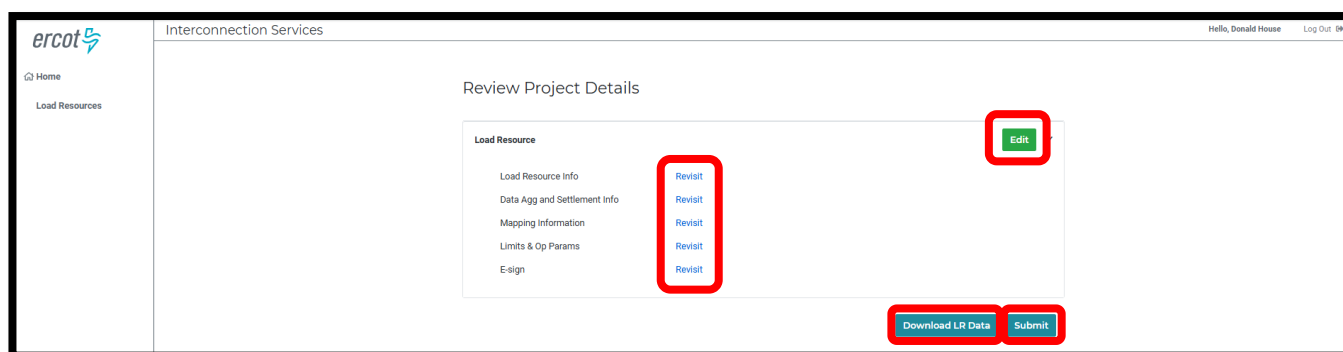 ercot
Interconnection Services
Hello, Donald House Log Out
Home
Load Resources
Review Project Details
Load Resource Edit
Load Resource Info Revisit
Data Agg and Settlement Info Revisit
Mapping Information Revisit
Limits & Op Params Revisit
E-sign Revisit
Download LR Data Submit